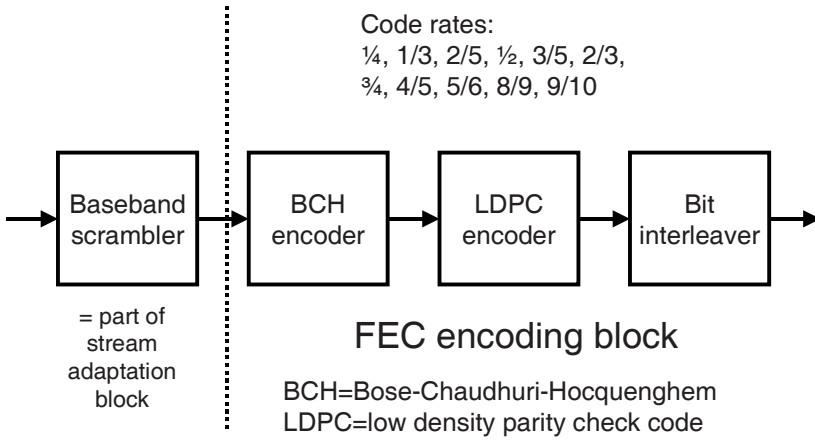 Code rates:
¼, 1/3, 2/5, ½, 3/5, 2/3,
¾, 4/5, 5/6, 8/9, 9/10
Baseband
scrambler
BCH
encoder
LDPC
encoder
Bit
interleaver
= part of
stream
adaptation
block
FEC encoding block
BCH=Bose-Chaudhuri-Hocquenghem
LDPC=low density parity check code